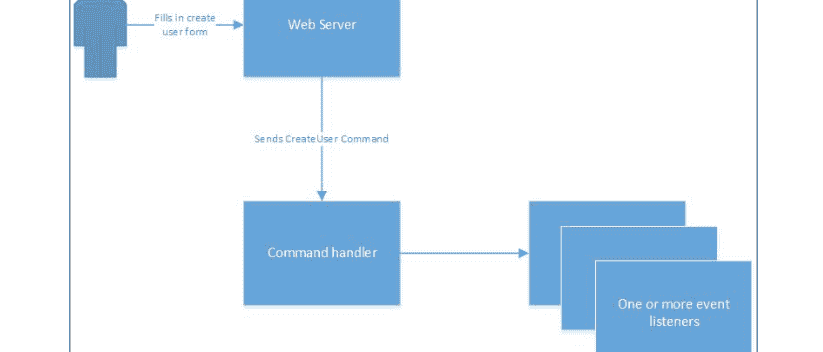 Fills in create
user form
Web Server
Sends CreateUser Command
Command handler
One or more event
listeners